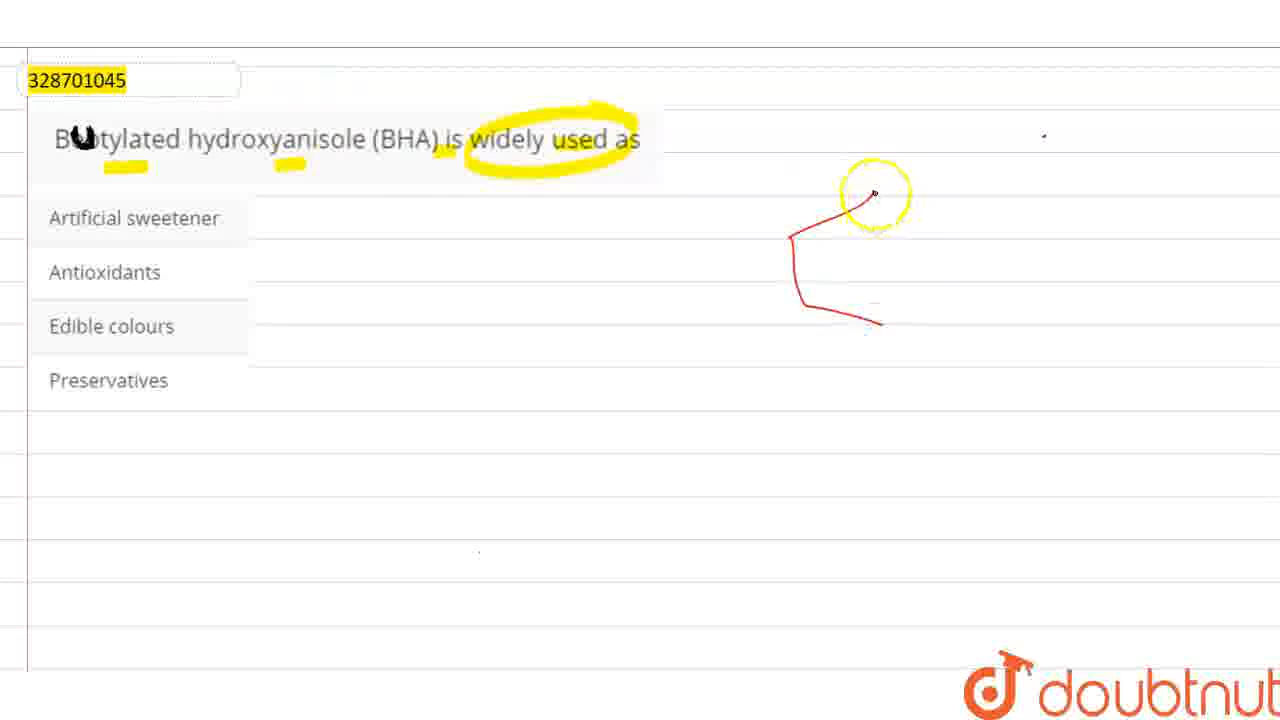 328701045
Butylated hydroxyanisole (BHA) is widely used as
Artificial sweetener
Antioxidants
Edible colours
Preservatives
doubtnut